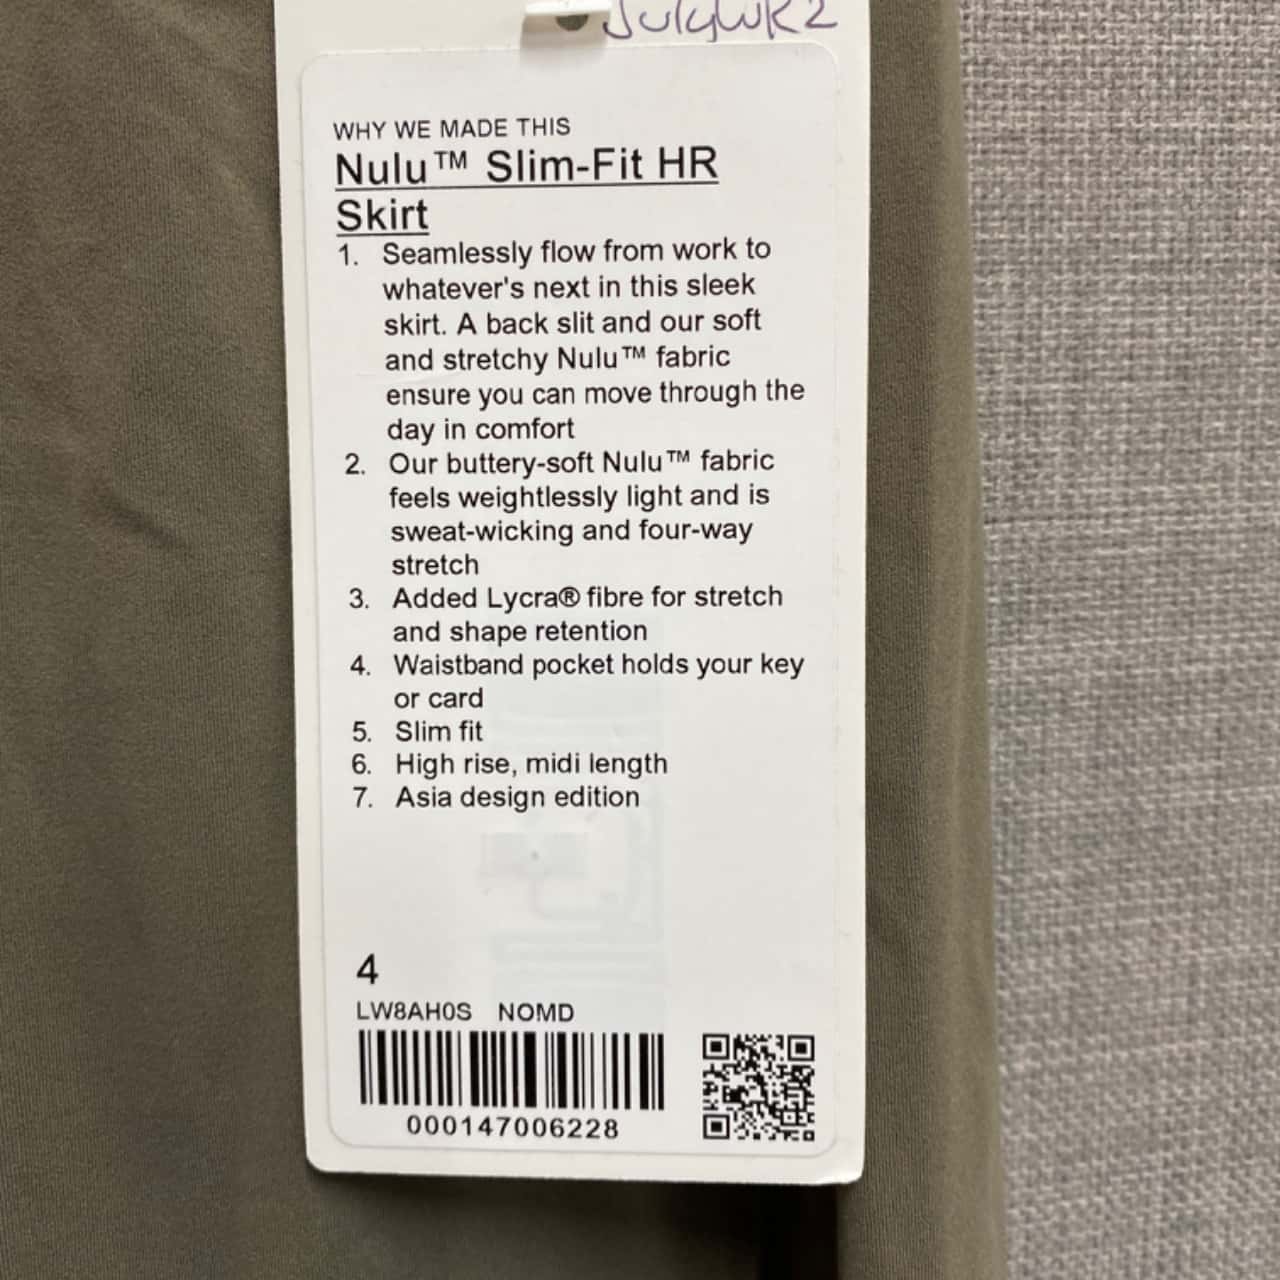 JulyWK2
WHY WE MADE THIS
Nulu™ Slim-Fit HR
Skirt
1. Seamlessly flow from work to
whatever's next in this sleek
skirt. A back slit and our soft
and stretchy Nulu™ fabric
ensure you can move through the
day in comfort
2. Our buttery-soft Nulu™ fabric
feels weightlessly light and is
sweat-wicking and four-way
stretch
3. Added Lycra® fibre for stretch
and shape retention
4. Waistband pocket holds your key
or card
5. Slim fit
6. High rise, midi length
7. Asia design edition
4
LW8AH0S NOMD
000147006228